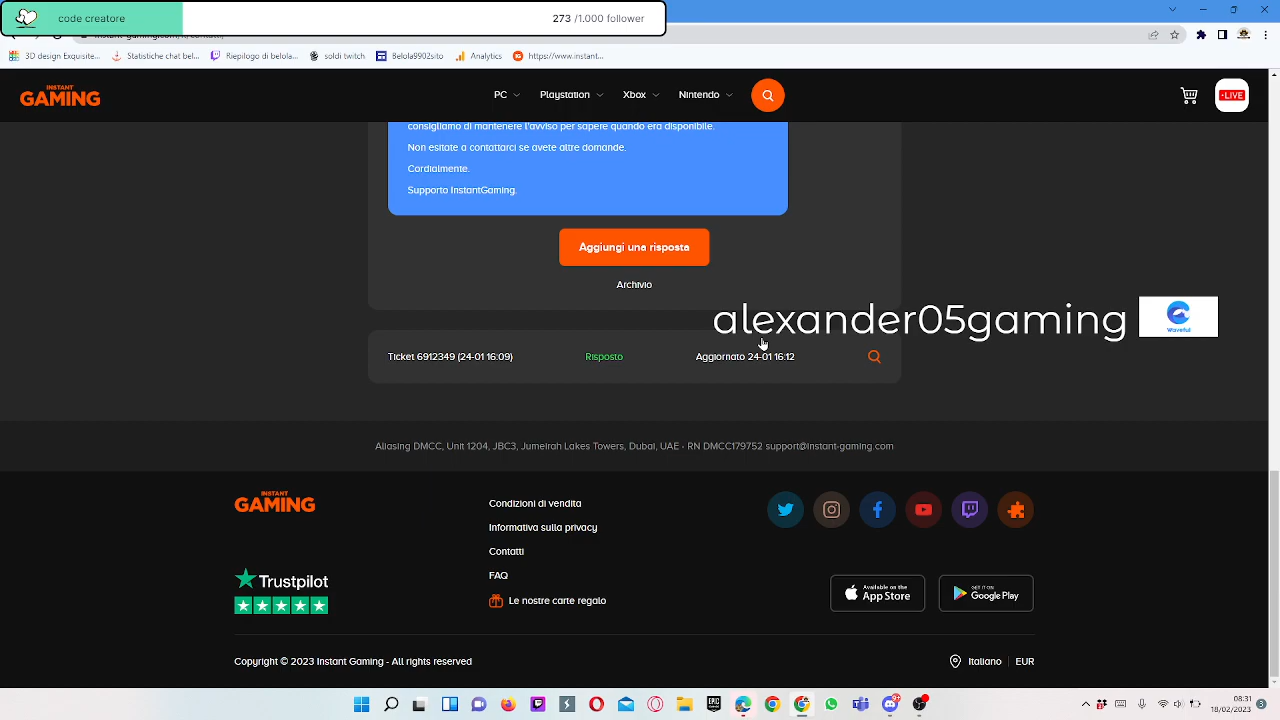 code creatore
273 /1.000 follower
3D design Exquisite...
Statistiche chat bel...
Riepilogo di belola...
soldi twitch
Belola9902sito
Analytics
https://www.instant...
INSTANT GAMING
PC
Playstation
Xbox
Nintendo
LIVE
consigliamo di mantenere l'avviso per sapere quando era disponibile.
Non esitate a contattarci se avete altre domande.
Cordialmente.
Supporto InstantGaming.
Aggiungi una risposta
Archivio
alexander05gaming
Waveful
Ticket 6912349 (24-01 16:09)
Risposto
Aggiornato 24-01 16:12
Aliasing DMCC, Unit 1204, JBC3, Jumeirah Lakes Towers, Dubai, UAE - RN DMCC179752 support@instant-gaming.com
INSTANT GAMING
Condizioni di vendita
Informativa sulla privacy
Contatti
FAQ
Le nostre carte regalo
Trustpilot
Available on the App Store
GET IT ON Google Play
Copyright © 2023 Instant Gaming - All rights reserved
Italiano
EUR
EPIC
08:31
18/02/2023